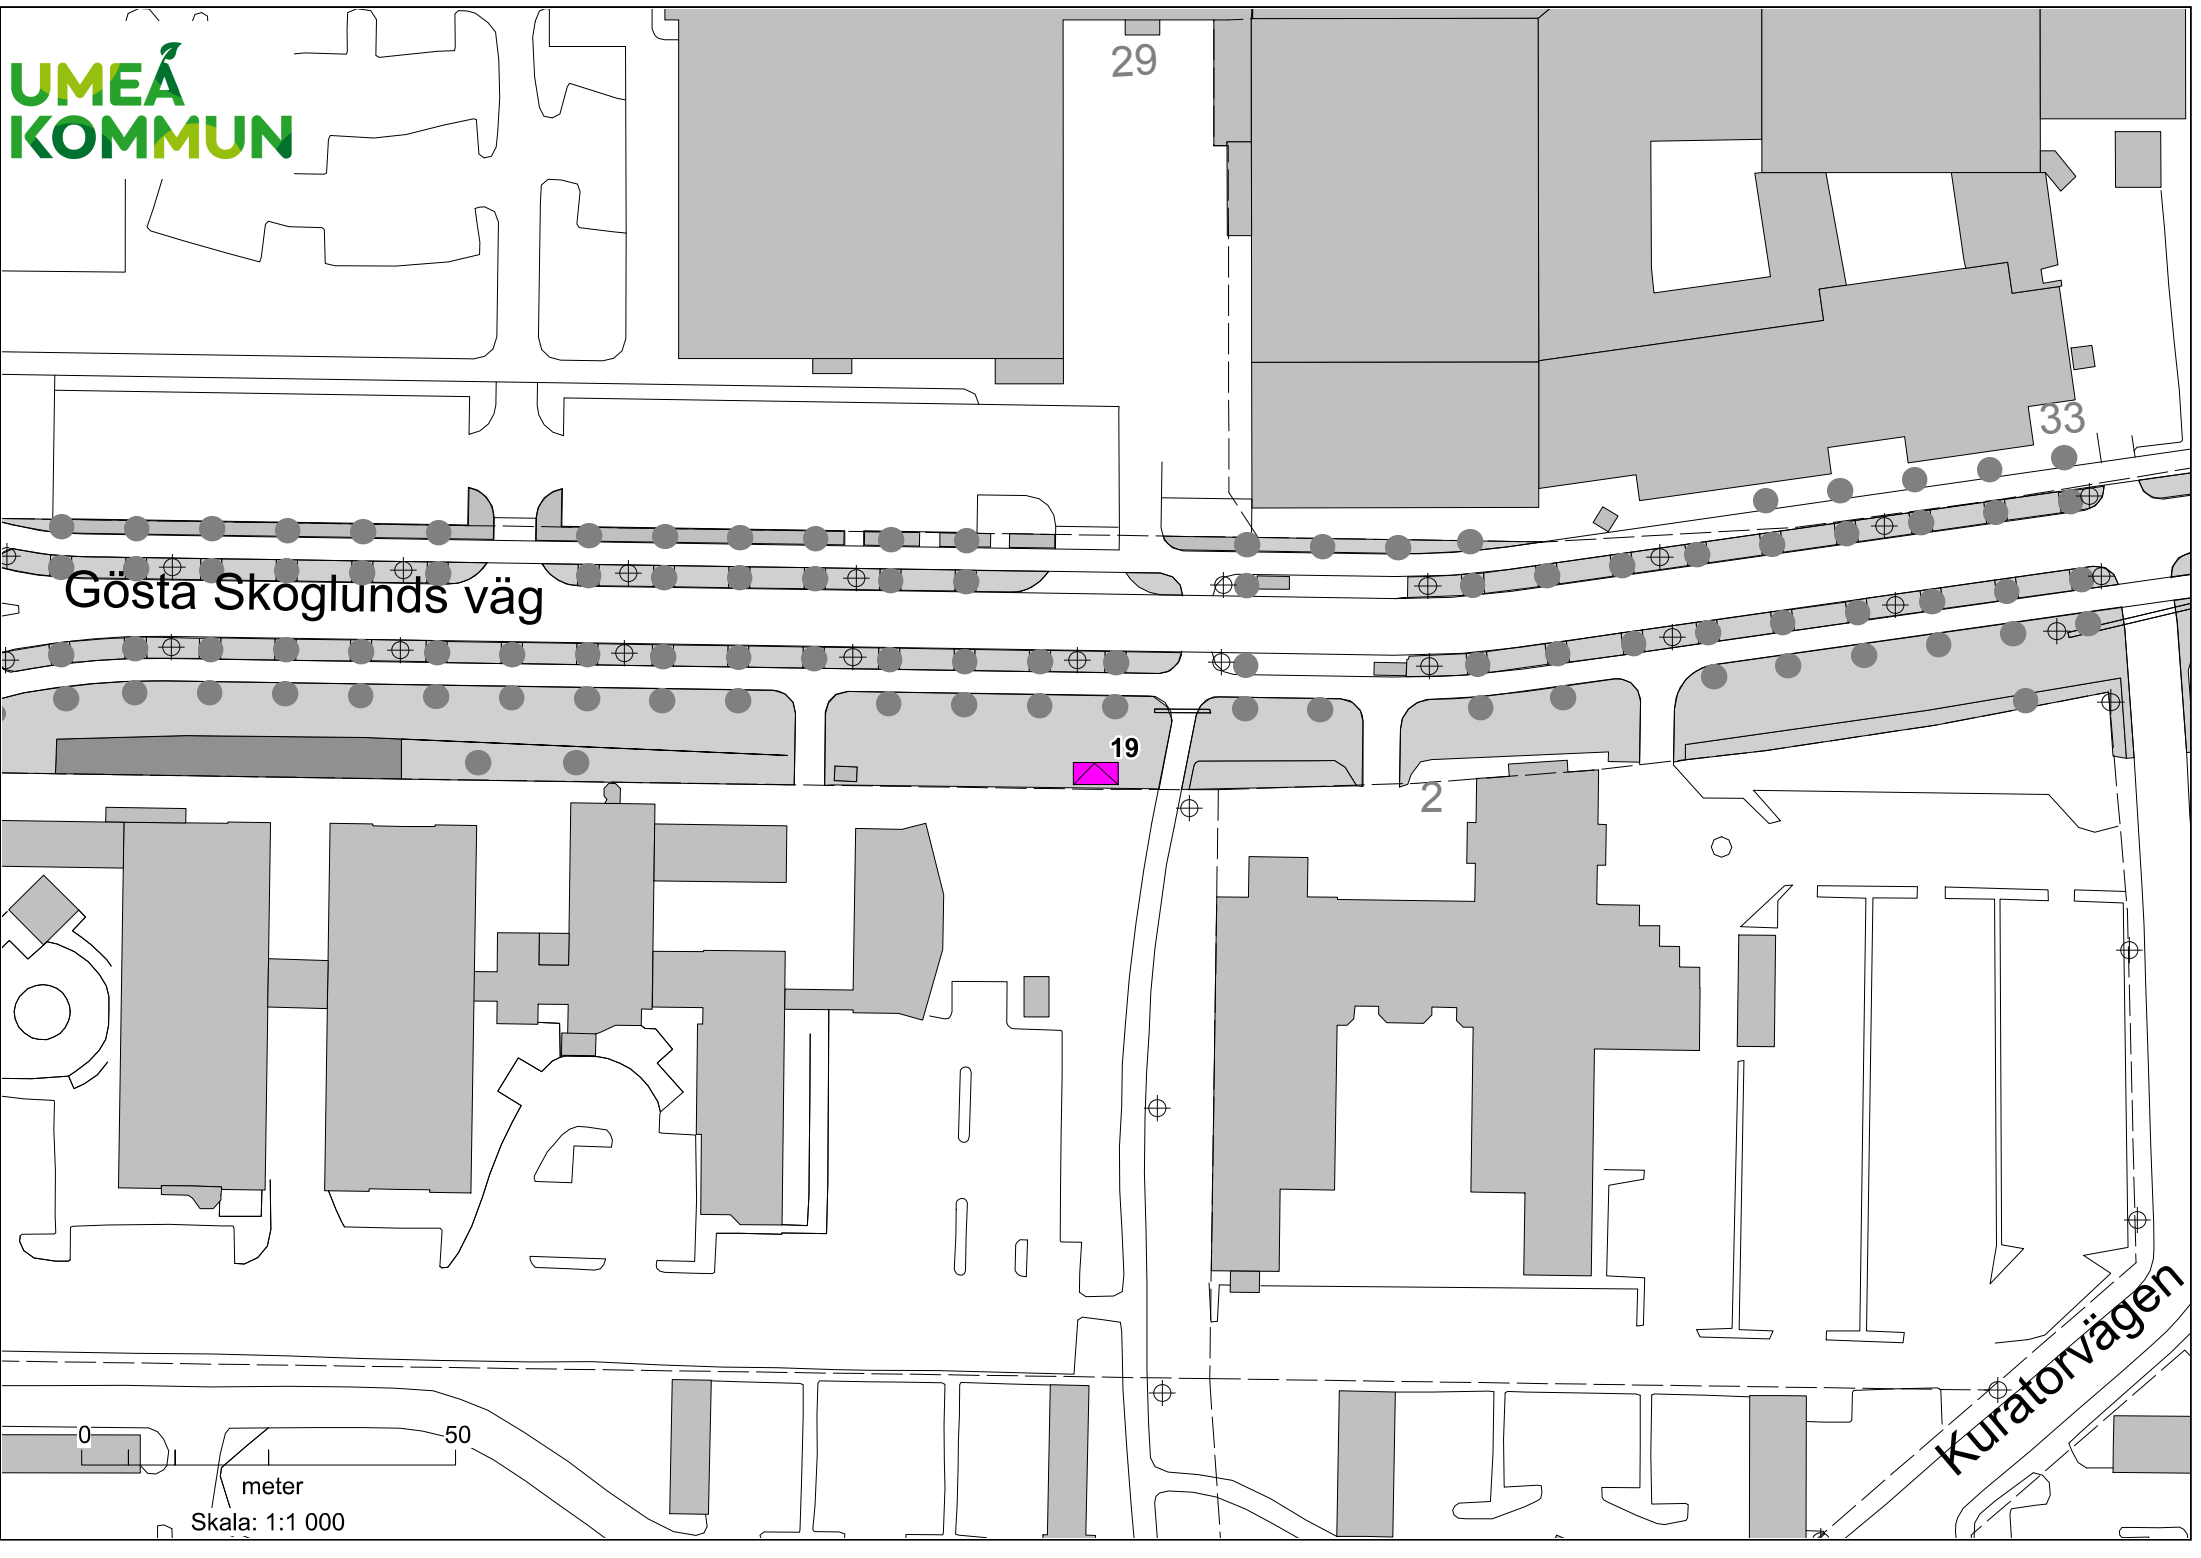 UMEÅ
KOMMUN
29
33
Gösta Skoglunds väg
19
2
Kuratorvägen
0 50
meter
Skala: 1:1 000